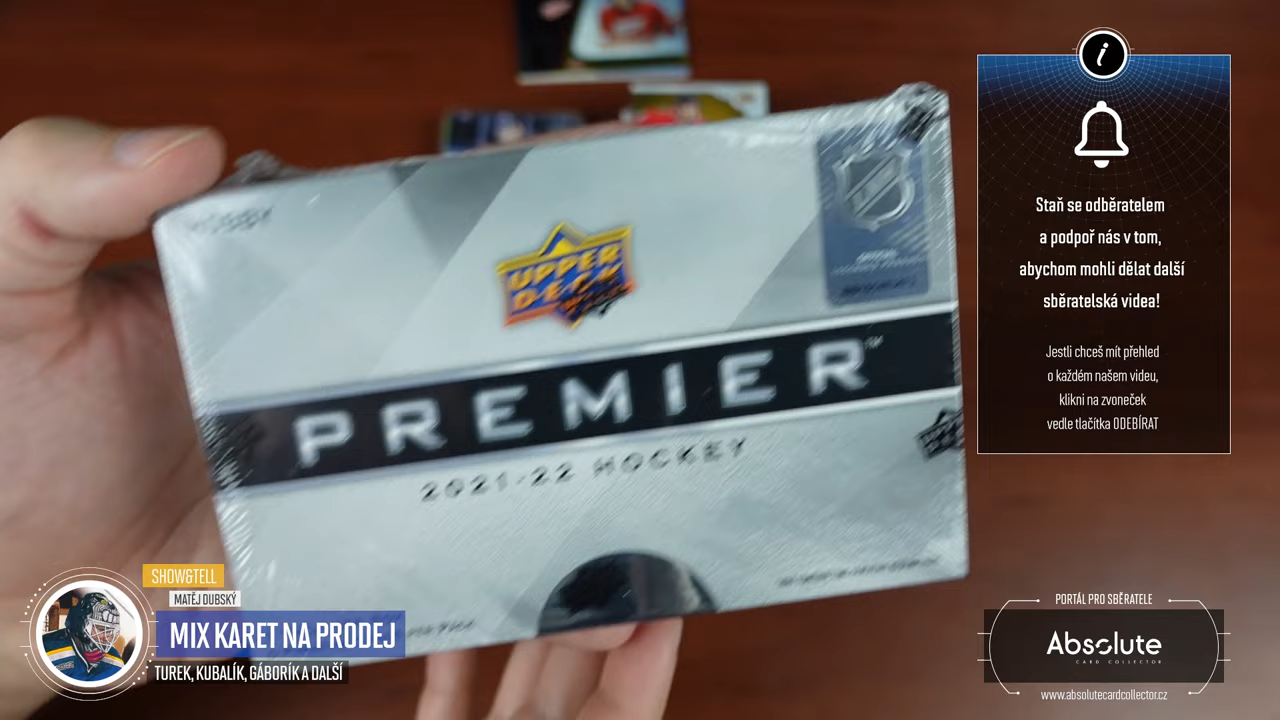 HOBBY
UPPER
DECK
PREMIER™
2021-22 HOCKEY
i
Staň se odběratelem
a podpoř nás v tom,
abychom mohli dělat další
sběratelská videa!
Jestli chceš mít přehled
o každém našem videu,
klikni na zvoneček
vedle tlačítka ODEBÍRAT
SHOW&TELL
MATĚJ DUBSKÝ
MIX KARET NA PRODEJ
TUREK, KUBALÍK, GÁBORÍK A DALŠÍ
PORTÁL PRO SBĚRATELE
Absolute
CARD COLLECTOR
www.absolutecardcollector.cz